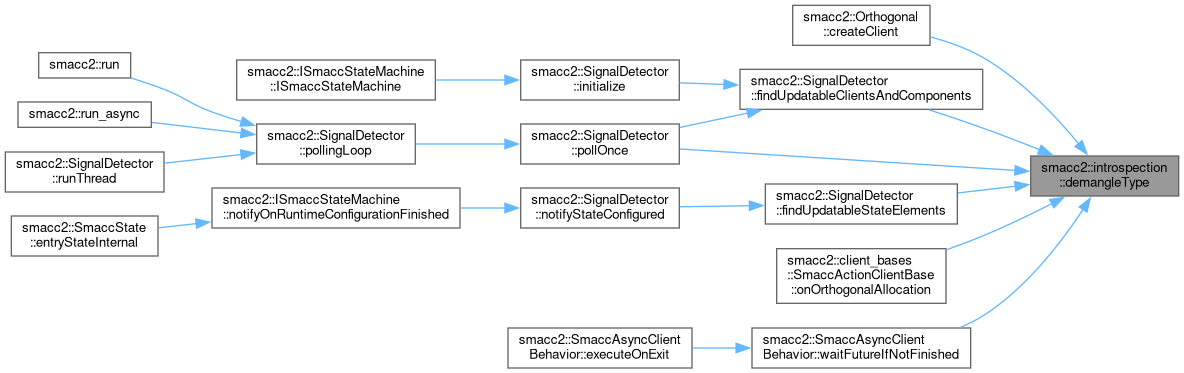 smacc2::Orthogonal
::createClient
smacc2::run
smacc2::ISmaccStateMachine
::ISmaccStateMachine
smacc2::SignalDetector
::initialize
smacc2::SignalDetector
::findUpdatableClientsAndComponents
smacc2::run_async
smacc2::SignalDetector
::pollingLoop
smacc2::SignalDetector
::pollOnce
smacc2::SignalDetector
::runThread
smacc2::introspection
::demangleType
smacc2::ISmaccStateMachine
::notifyOnRuntimeConfigurationFinished
smacc2::SignalDetector
::notifyStateConfigured
smacc2::SignalDetector
::findUpdatableStateElements
smacc2::SmaccState
::entryStateInternal
smacc2::client_bases
::SmaccActionClientBase
::onOrthogonalAllocation
smacc2::SmaccAsyncClient
Behavior::executeOnExit
smacc2::SmaccAsyncClient
Behavior::waitFutureIfNotFinished